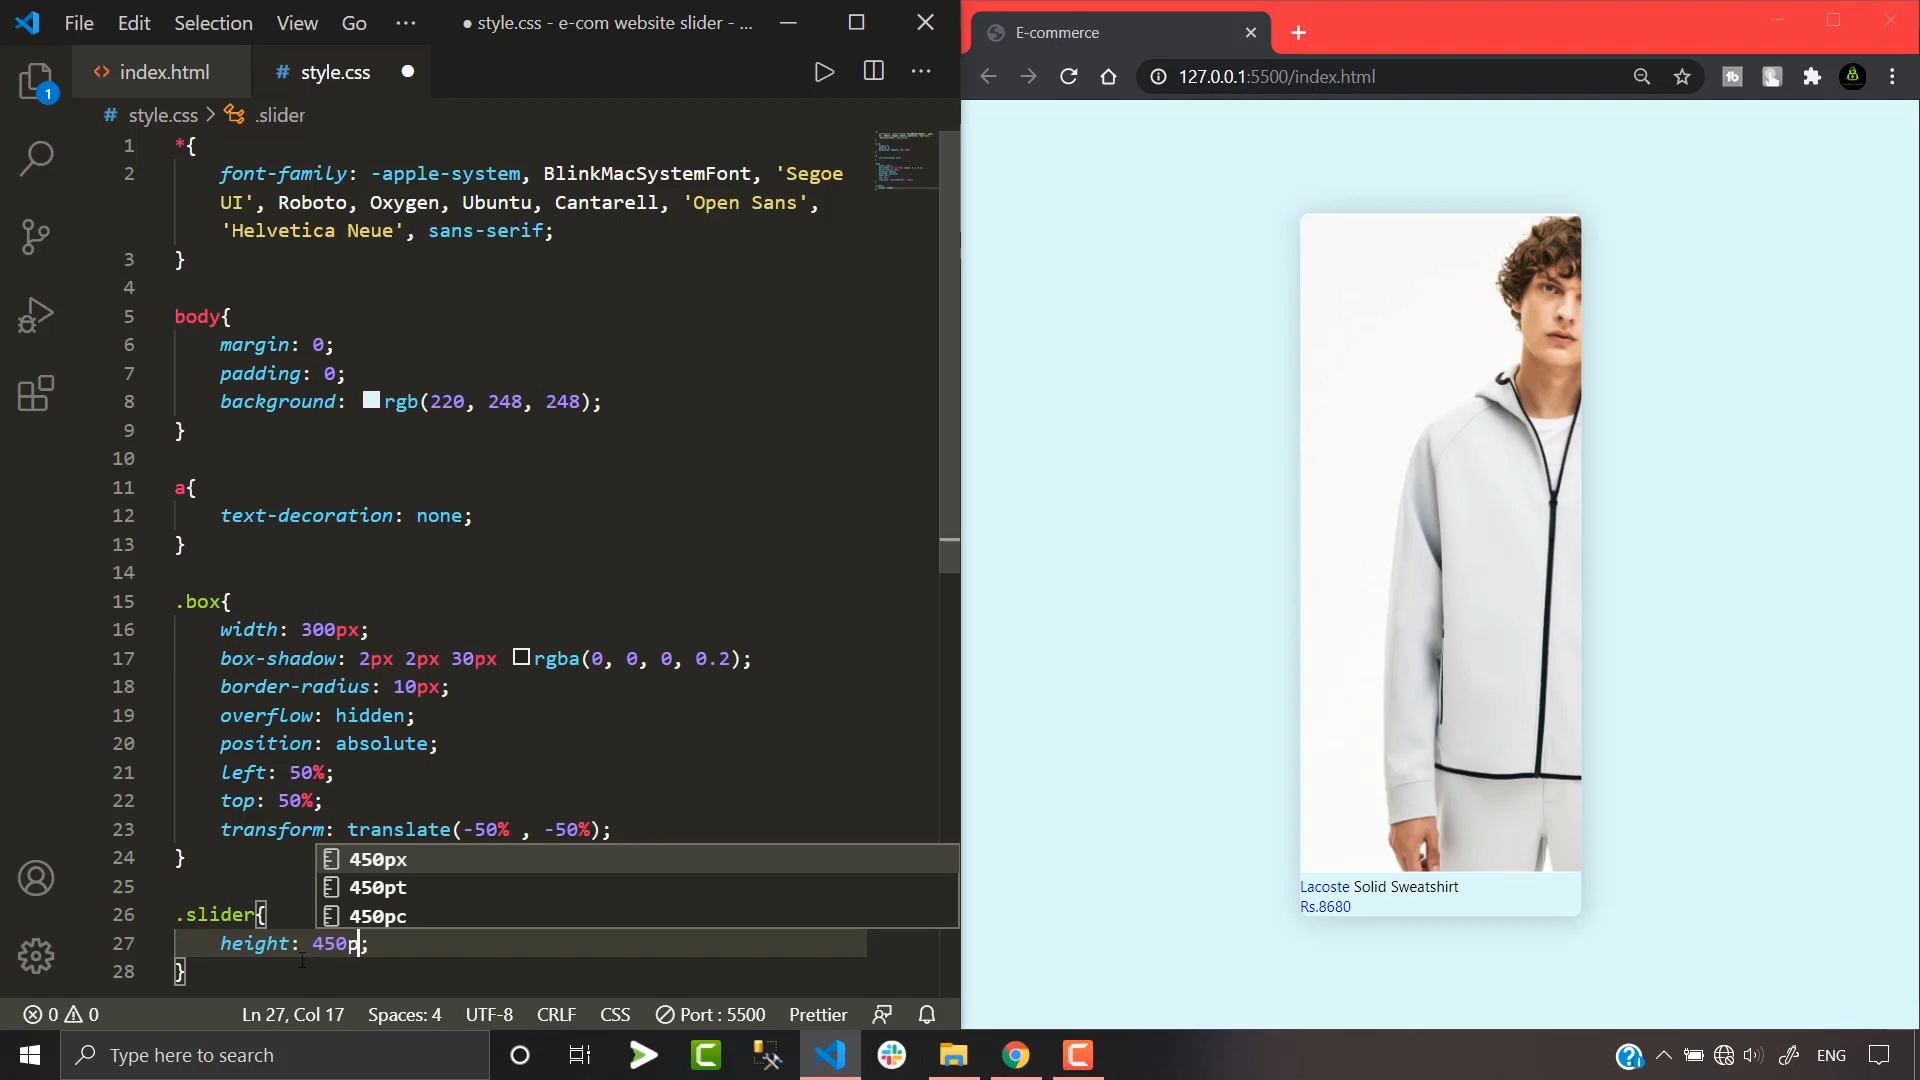 File Edit Selection View Go ··· ● style.css - e-com website slider - ...
index.html # style.css ●
# style.css > .slider
1 *{
2 font-family: -apple-system, BlinkMacSystemFont, 'Segoe
UI', Roboto, Oxygen, Ubuntu, Cantarell, 'Open Sans',
'Helvetica Neue', sans-serif;
3 }
4
5 body{
6 margin: 0;
7 padding: 0;
8 background: rgb(220, 248, 248);
9 }
10
11 a{
12 text-decoration: none;
13 }
14
15 .box{
16 width: 300px;
17 box-shadow: 2px 2px 30px rgba(0, 0, 0, 0.2);
18 border-radius: 10px;
19 overflow: hidden;
20 position: absolute;
21 left: 50%;
22 top: 50%;
23 transform: translate(-50% , -50%);
24 }
25
26 .slider{
27 height: 450p;
28 }
450px
450pt
450pc
1
0 0 Ln 27, Col 17 Spaces: 4 UTF-8 CRLF CSS Port : 5500 Prettier
E-commerce
127.0.0.1:5500/index.html
Lacoste Solid Sweatshirt
Rs.8680
Type here to search
ENG